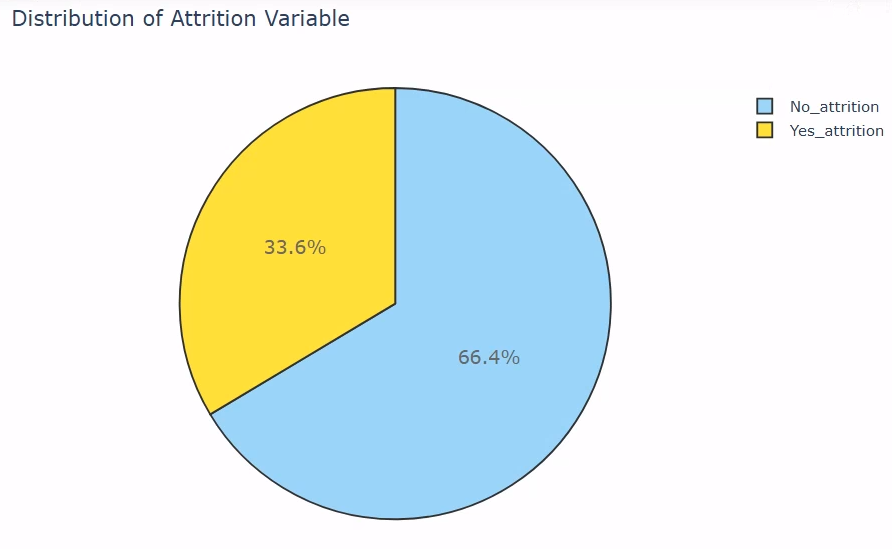 Distribution of Attrition Variable
No_attrition
Yes_attrition
33.6%
66.4%